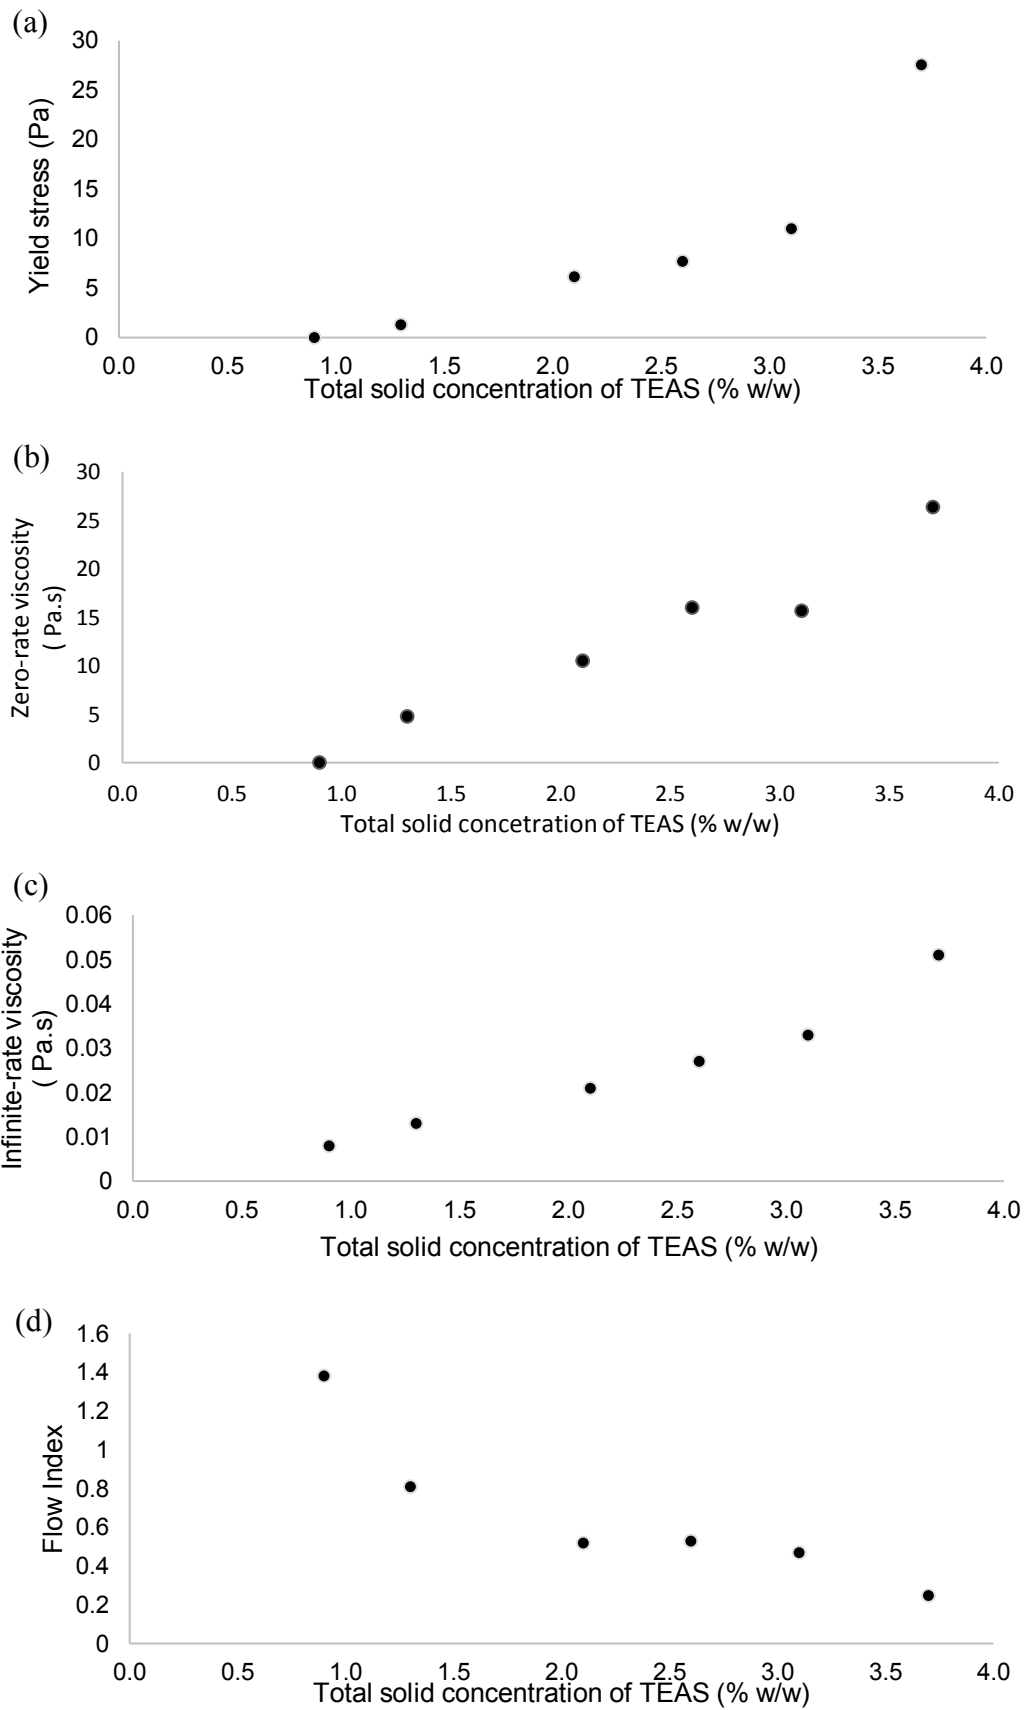 (a)
30
25
20
15
10
5
0
Yield stress (Pa)
0.0 0.5 1.0 1.5 2.0 2.5 3.0 3.5 4.0
Total solid concentration of TEAS (% w/w)
(b)
30
25
20
15
10
5
0
Zero-rate viscosity
( Pa.s)
0.0 0.5 1.0 1.5 2.0 2.5 3.0 3.5 4.0
Total solid concetration of TEAS (% w/w)
(c)
0.06
0.05
0.04
0.03
0.02
0.01
0
Infinite-rate viscosity
( Pa.s)
0.0 0.5 1.0 1.5 2.0 2.5 3.0 3.5 4.0
Total solid concentration of TEAS (% w/w)
(d)
1.6
1.4
1.2
1
0.8
0.6
0.4
0.2
0
Flow Index
0.0 0.5 1.0 1.5 2.0 2.5 3.0 3.5 4.0
Total solid concentration of TEAS (% w/w)